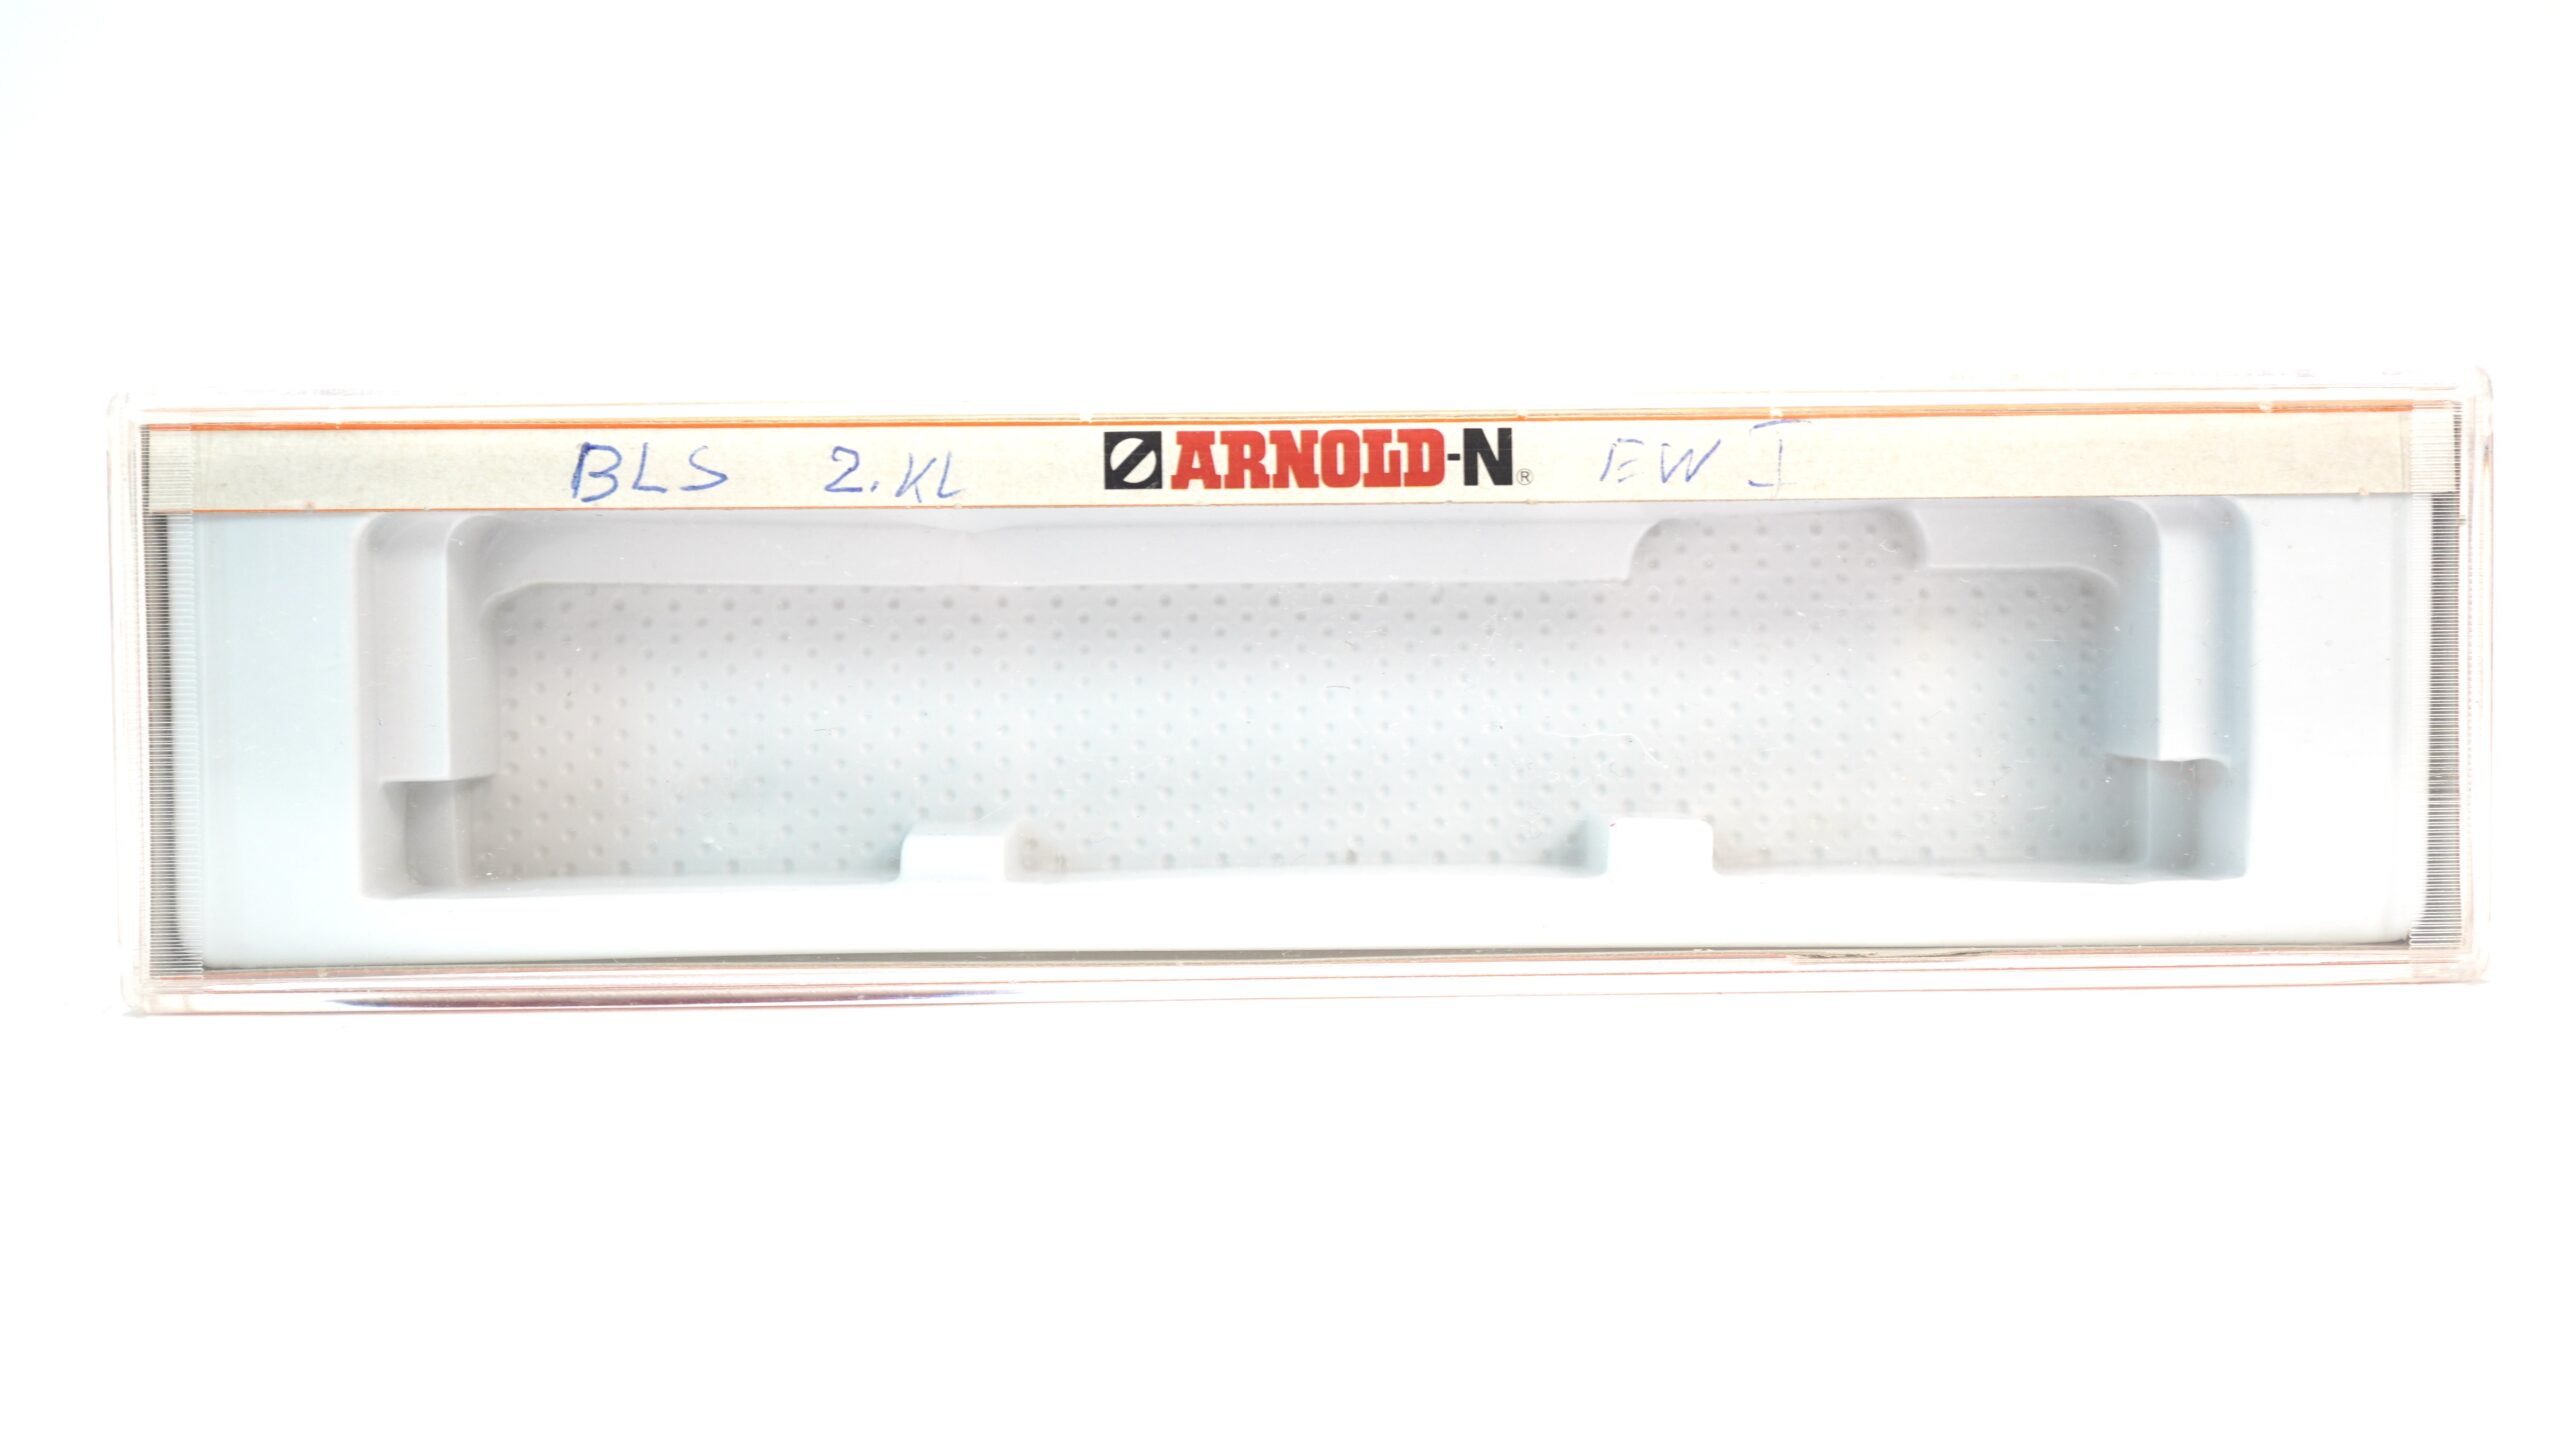 BLS 2.KL ARNOLD-N® EW I